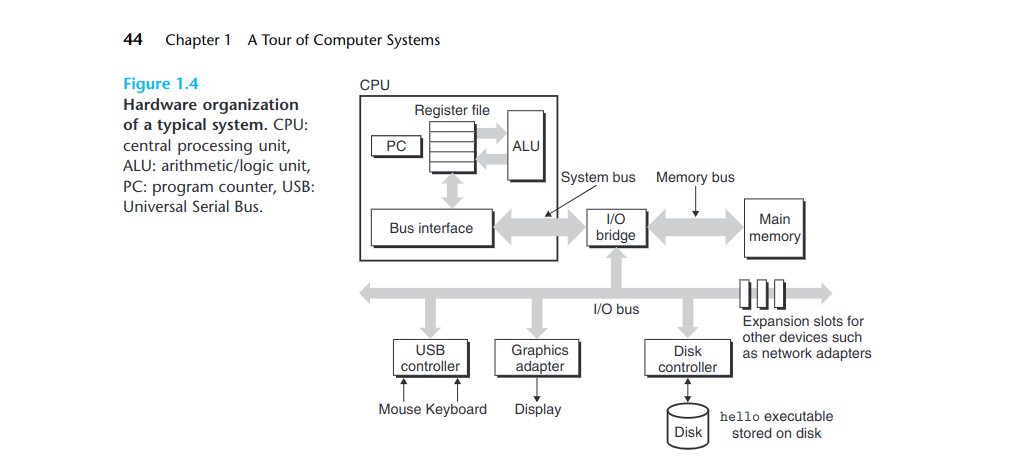 44 Chapter 1 A Tour of Computer Systems
Figure 1.4
Hardware organization
of a typical system. CPU:
central processing unit,
ALU: arithmetic/logic unit,
PC: program counter, USB:
Universal Serial Bus.
CPU
Register file
PC
ALU
System bus
Memory bus
Bus interface
I/O
bridge
Main
memory
I/O bus
Expansion slots for
other devices such
as network adapters
USB
controller
Graphics
adapter
Disk
controller
Mouse Keyboard
Display
Disk
hello executable
stored on disk